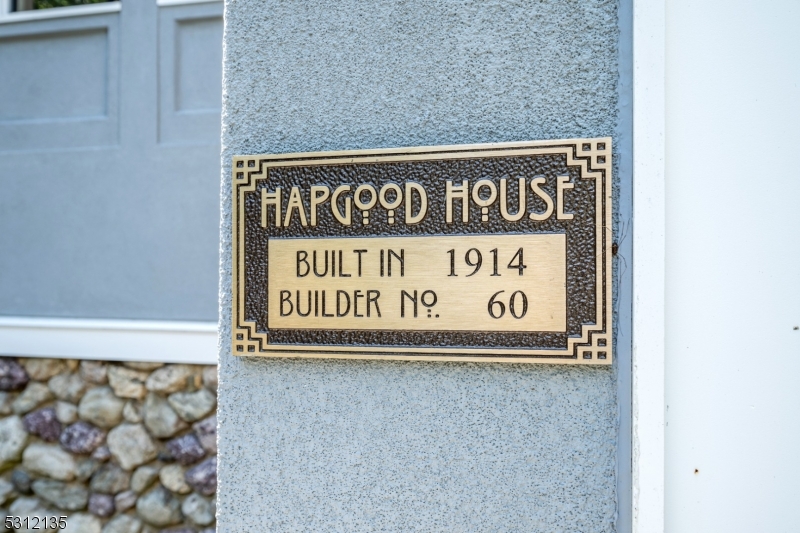 HAPGOOD HOUSE
BUILT IN 1914
BUILDER NO. 60
5312135